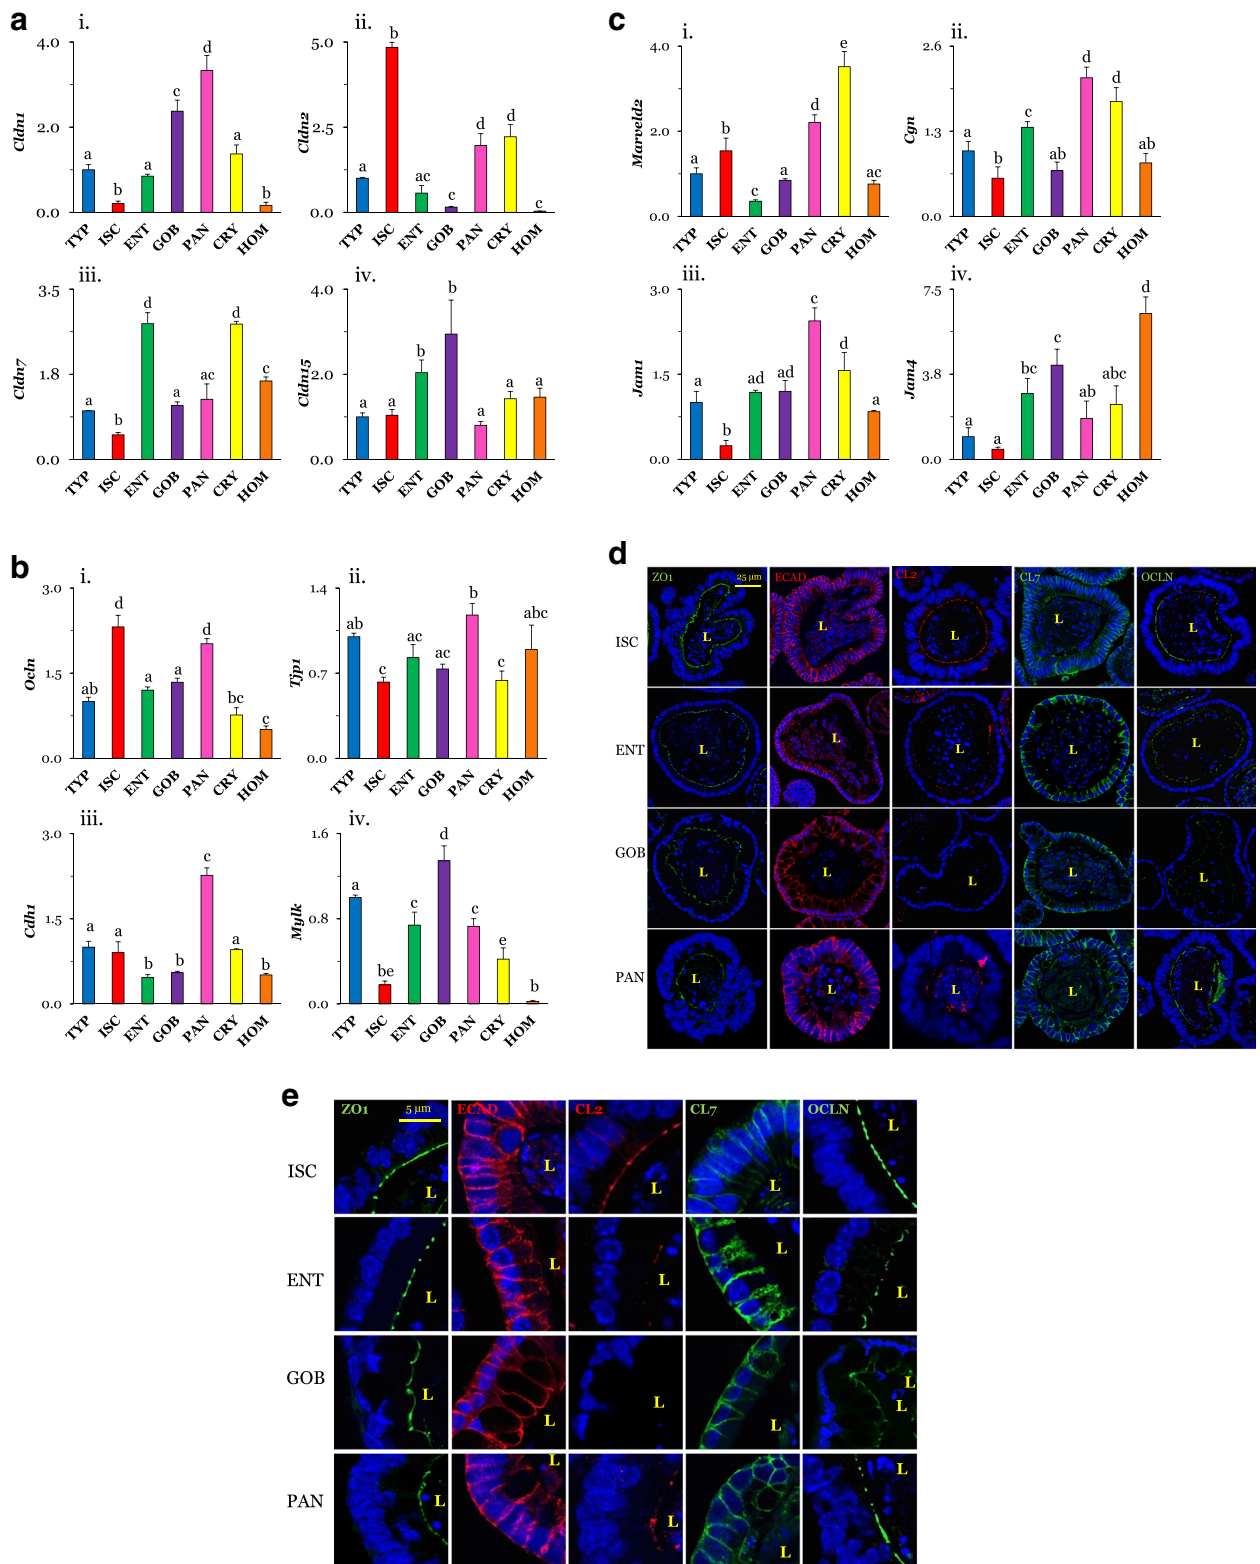 a
i.
Cldn1
4.0
2.0
0.0
a b a c d a b
TYP ISC ENT GOB PAN CRY HOM
ii.
Cldn2
5.0
2.5
0.0
a b ac c d d c
TYP ISC ENT GOB PAN CRY HOM
iii.
Cldn7
3.5
1.8
0.0
a b d a ac d c
TYP ISC ENT GOB PAN CRY HOM
iv.
Cldn15
4.0
2.0
0.0
a a b b a a a
TYP ISC ENT GOB PAN CRY HOM
b
i.
Ocln
3.0
1.5
0.0
ab d a a d bc c
TYP ISC ENT GOB PAN CRY HOM
ii.
Tjp1
1.4
0.7
0.0
ab c ac ac b c abc
TYP ISC ENT GOB PAN CRY HOM
iii.
Cdh1
3.0
1.5
0.0
a a b b c a b
TYP ISC ENT GOB PAN CRY HOM
iv.
Mylk
1.6
0.8
0.0
a be c d c e b
TYP ISC ENT GOB PAN CRY HOM
c
i.
Marveld2
4.0
2.0
0.0
a b c a d e ac
TYP ISC ENT GOB PAN CRY HOM
ii.
Cgn
2.6
1.3
0.0
a b c ab d d ab
TYP ISC ENT GOB PAN CRY HOM
iii.
Jam1
3.0
1.5
0.0
a b ad ad c d a
TYP ISC ENT GOB PAN CRY HOM
iv.
Jam4
7.5
3.8
0.0
a a bc c ab abc d
TYP ISC ENT GOB PAN CRY HOM
d
ZO1 25 µm ECAD CL2 CL7 OCLN
ISC L L L L L
ENT L L L L L
GOB L L L L L
PAN L L L L L
e
ZO1 5 µm ECAD CL2 CL7 OCLN
ISC L L L L L
ENT L L L L L
GOB L L L L L L
PAN L L L L L